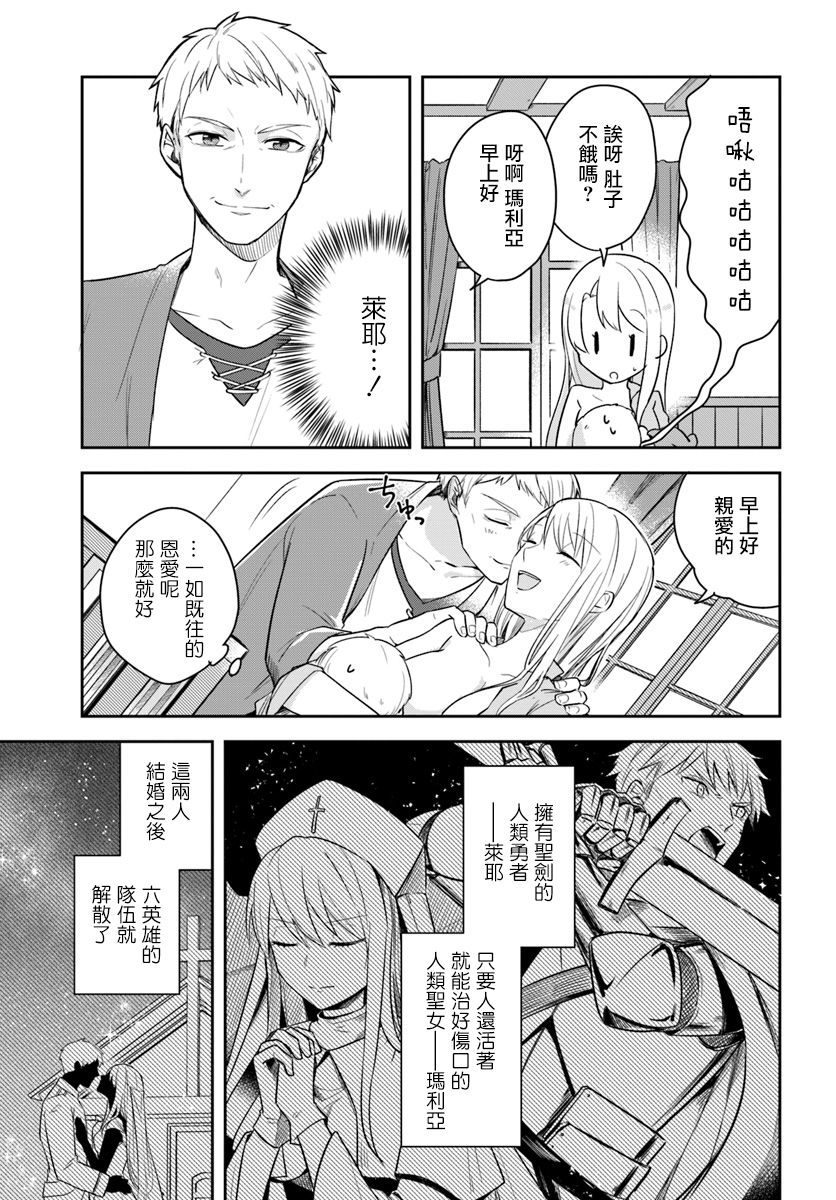 唔啾咕咕咕咕咕
誒呀 肚子
不餓嗎？
呀啊 瑪利亞
早上好
萊耶…！
早上好
親愛的
ちゅっ
…一如既往的
恩愛呢
那麼就好
擁有聖劍的
人類勇者
——萊耶
只要人還活著
就能治好傷口的
人類聖女——瑪利亞
這兩人
結婚之後
六英雄的
隊伍就
解散了